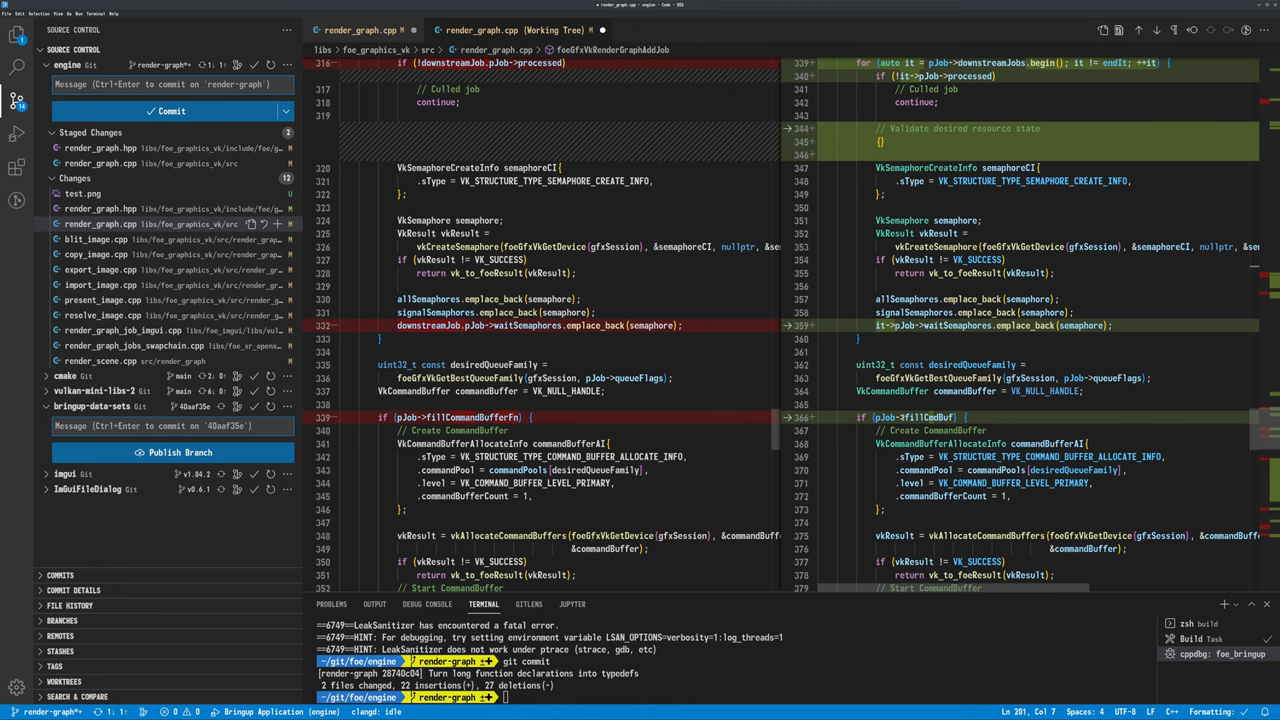 render_graph.cpp - engine - Code - OSS
File Edit Selection View Go Run Terminal Help
SOURCE CONTROL
SOURCE CONTROL
engine Git
render-graph*+
Message (Ctrl+Enter to commit on 'render-graph')
Commit
Staged Changes 2
render_graph.hpp libs/foe_graphics_vk/include/foe/g... M
render_graph.cpp libs/foe_graphics_vk/src M
Changes 12
test.png U
render_graph.hpp libs/foe_graphics_vk/include/foe/g... M
render_graph.cpp libs/foe_graphics_vk/src M
blit_image.cpp libs/foe_graphics_vk/src/render_grap... M
copy_image.cpp libs/foe_graphics_vk/src/render_gra... M
export_image.cpp libs/foe_graphics_vk/src/render_g... M
import_image.cpp libs/foe_graphics_vk/src/render_g... M
present_image.cpp libs/foe_graphics_vk/src/render_... M
resolve_image.cpp libs/foe_graphics_vk/src/render_... M
render_graph_job_imgui.cpp libs/foe_imgui/libs/vul... M
render_graph_jobs_swapchain.cpp libs/foe_xr_openx... M
render_scene.cpp src/render_graph M
cmake Git main 2↓ 0↑
vulkan-mini-libs-2 Git main 6↓ 0↑
bringup-data-sets Git 40aaf35e
Message (Ctrl+Enter to commit on '40aaf35e')
Publish Branch
imgui Git v1.84.2
ImGuiFileDialog Git v0.6.1
COMMITS
COMMIT DETAILS
FILE HISTORY
BRANCHES
REMOTES
STASHES
TAGS
WORKTREES
SEARCH & COMPARE
render_graph.cpp
render_graph.cpp (Working Tree)
libs > foe_graphics_vk > src > render_graph.cpp > foeGfxVkRenderGraphAddJob
316 if (!downstreamJob.pJob->processed)
317 // Culled job
318 continue;
319
320 VkSemaphoreCreateInfo semaphoreCI{
321 .sType = VK_STRUCTURE_TYPE_SEMAPHORE_CREATE_INFO,
322 };
323
324 VkSemaphore semaphore;
325 VkResult vkResult =
326 vkCreateSemaphore(foeGfxVkGetDevice(gfxSession), &semaphoreCI, nullptr, &se
327 if (vkResult != VK_SUCCESS)
328 return vk_to_foeResult(vkResult);
329
330 allSemaphores.emplace_back(semaphore);
331 signalSemaphores.emplace_back(semaphore);
332 downstreamJob.pJob->waitSemaphores.emplace_back(semaphore);
333 }
334
335 uint32_t const desiredQueueFamily =
336 foeGfxVkGetBestQueueFamily(gfxSession, pJob->queueFlags);
337 VkCommandBuffer commandBuffer = VK_NULL_HANDLE;
338
339 if (pJob->fillCommandBufferFn) {
340 // Create CommandBuffer
341 VkCommandBufferAllocateInfo commandBufferAI{
342 .sType = VK_STRUCTURE_TYPE_COMMAND_BUFFER_ALLOCATE_INFO,
343 .commandPool = commandPools[desiredQueueFamily],
344 .level = VK_COMMAND_BUFFER_LEVEL_PRIMARY,
345 .commandBufferCount = 1,
346 };
347
348 vkResult = vkAllocateCommandBuffers(foeGfxVkGetDevice(gfxSession), &commandBuff
349 &commandBuffer);
350 if (vkResult != VK_SUCCESS)
351 return vk_to_foeResult(vkResult);
352 // Start CommandBuffer
339+ for (auto it = pJob->downstreamJobs.begin(); it != endIt; ++it) {
340+ if (!it->pJob->processed)
341 // Culled job
342 continue;
343
344+ // Validate desired resource state
345+ {}
346+
347 VkSemaphoreCreateInfo semaphoreCI{
348 .sType = VK_STRUCTURE_TYPE_SEMAPHORE_CREATE_INFO,
349 };
350
351 VkSemaphore semaphore;
352 VkResult vkResult =
353 vkCreateSemaphore(foeGfxVkGetDevice(gfxSession), &semaphoreCI, nullptr, &se
354 if (vkResult != VK_SUCCESS)
355 return vk_to_foeResult(vkResult);
356
357 allSemaphores.emplace_back(semaphore);
358 signalSemaphores.emplace_back(semaphore);
359+ it->pJob->waitSemaphores.emplace_back(semaphore);
360 }
361
362 uint32_t const desiredQueueFamily =
363 foeGfxVkGetBestQueueFamily(gfxSession, pJob->queueFlags);
364 VkCommandBuffer commandBuffer = VK_NULL_HANDLE;
365
366+ if (pJob->fillCmdBuf) {
367 // Create CommandBuffer
368 VkCommandBufferAllocateInfo commandBufferAI{
369 .sType = VK_STRUCTURE_TYPE_COMMAND_BUFFER_ALLOCATE_INFO,
370 .commandPool = commandPools[desiredQueueFamily],
371 .level = VK_COMMAND_BUFFER_LEVEL_PRIMARY,
372 .commandBufferCount = 1,
373 };
374
375 vkResult = vkAllocateCommandBuffers(foeGfxVkGetDevice(gfxSession), &commandBuff
376 &commandBuffer);
377 if (vkResult != VK_SUCCESS)
378 return vk_to_foeResult(vkResult);
379 // Start CommandBuffer
PROBLEMS OUTPUT DEBUG CONSOLE TERMINAL GITLENS JUPYTER
==6749==LeakSanitizer has encountered a fatal error.
==6749==HINT: For debugging, try setting environment variable LSAN_OPTIONS=verbosity=1:log_threads=1
==6749==HINT: LeakSanitizer does not work under ptrace (strace, gdb, etc)
~/git/foe/engine render-graph git commit
[render-graph 28740c04] Turn long function declarations into typedefs
2 files changed, 22 insertions(+), 27 deletions(-)
~/git/foe/engine render-graph
zsh build
Build Task
cppdbg: foe_bringup
render-graph*+ 1↓ 1↑ 0 0 Bringup Application (engine) clangd: idle
Ln 201, Col 7 Spaces: 4 UTF-8 LF C++ Formatting: ✓